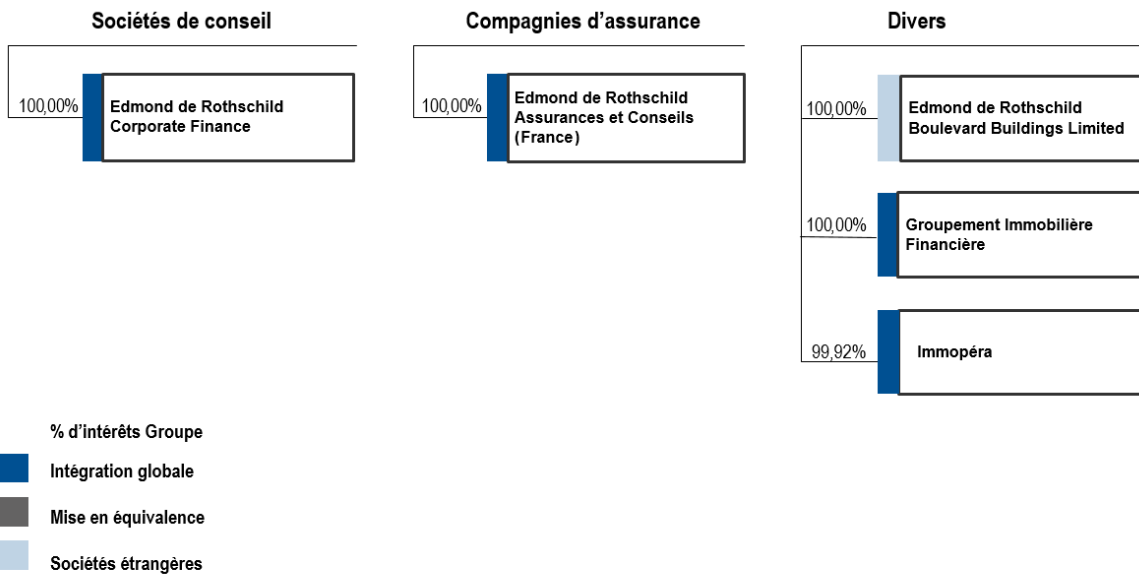 Sociétés de conseil
100,00%
Edmond de Rothschild
Corporate Finance
Compagnies d’assurance
100,00%
Edmond de Rothschild
Assurances et Conseils
(France)
Divers
100,00%
Edmond de Rothschild
Boulevard Buildings Limited
100,00%
Groupement Immobilière
Financière
99,92%
Immopéra
% d’intérêts Groupe
Intégration globale
Mise en équivalence
Sociétés étrangères